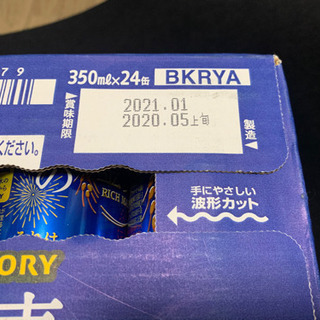 79
350mℓ×24缶 BKRYA
賞味期限
2021.01
2020.05上旬
製造
ください。
手にやさしい
波形カット
の
RICH M
ORY